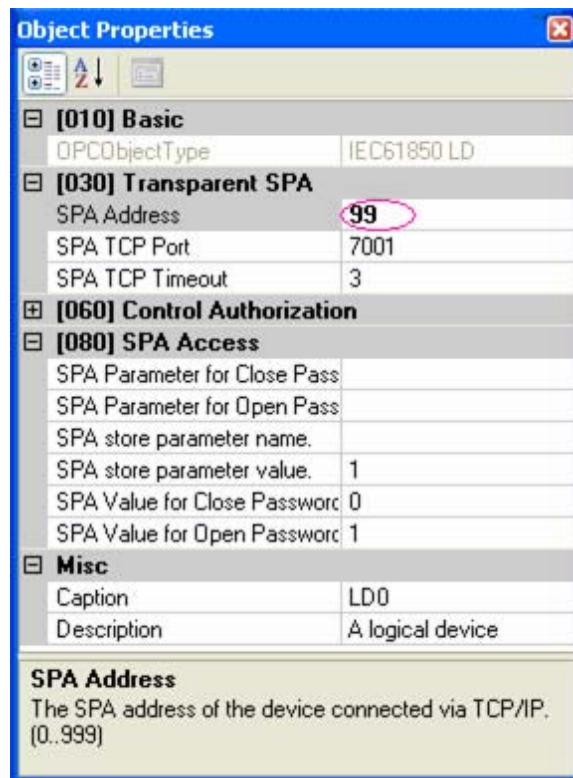 Object Properties
[010] Basic
OPCObjectType IEC61850 LD
[030] Transparent SPA
SPA Address 99
SPA TCP Port 7001
SPA TCP Timeout 3
[060] Control Authorization
[080] SPA Access
SPA Parameter for Close Pass
SPA Parameter for Open Pass
SPA store parameter name.
SPA store parameter value. 1
SPA Value for Close Password 0
SPA Value for Open Password 1
Misc
Caption LD0
Description A logical device
SPA Address
The SPA address of the device connected via TCP/IP.
(0..999)